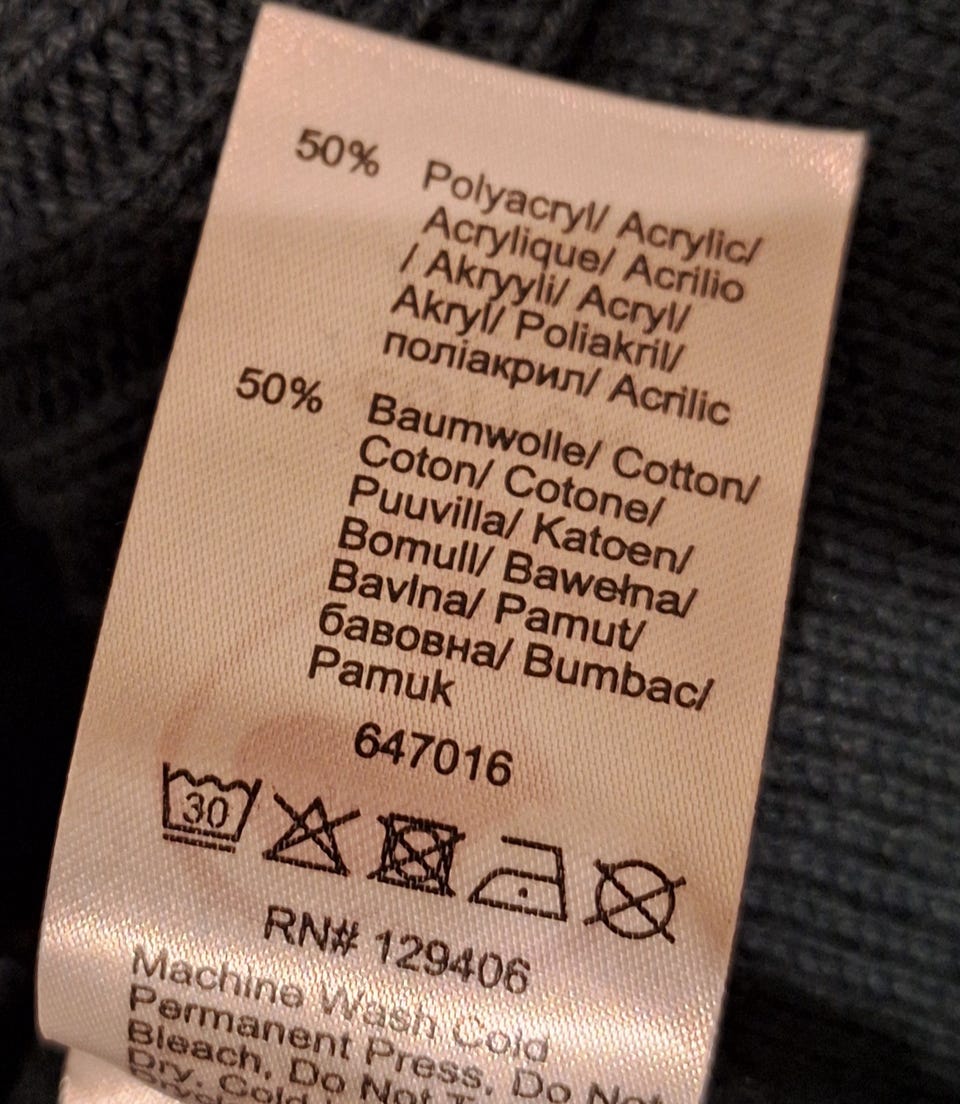 50% Polyacryl/ Acrylic/
Acrylique/ Acrilio
/ Akryyli/ Acryl/
Akryl/ Poliakril/
поліакрил/ Acrilic
50% Baumwolle/ Cotton/
Coton/ Cotone/
Puuvilla/ Katoen/
Bomull/ Bawełna/
Bavlna/ Pamut/
бавовна/ Bumbac/
Pamuk
647016
30
RN# 129406
Machine Wash Cold
Permanent Press, Do Not
Bleach, Do Not
Dry, Cold